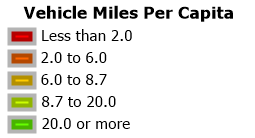 Vehicle Miles Per Capita
Less than 2.0
2.0 to 6.0
6.0 to 8.7
8.7 to 20.0
20.0 or more